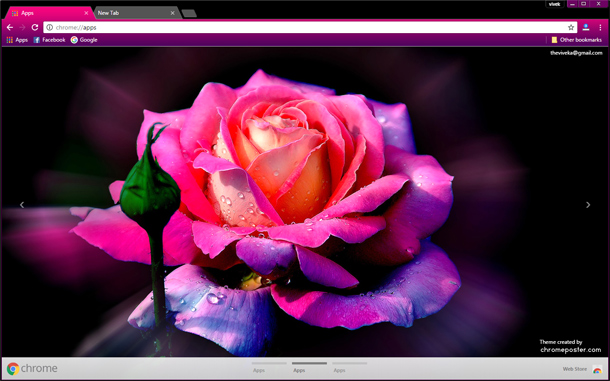 vivek
Apps
New Tab
chrome://apps
Apps
Facebook
Google
Other bookmarks
theviveka@gmail.com
Theme created by
chromeposter.com
chrome
Apps
Apps
Apps
Web Store